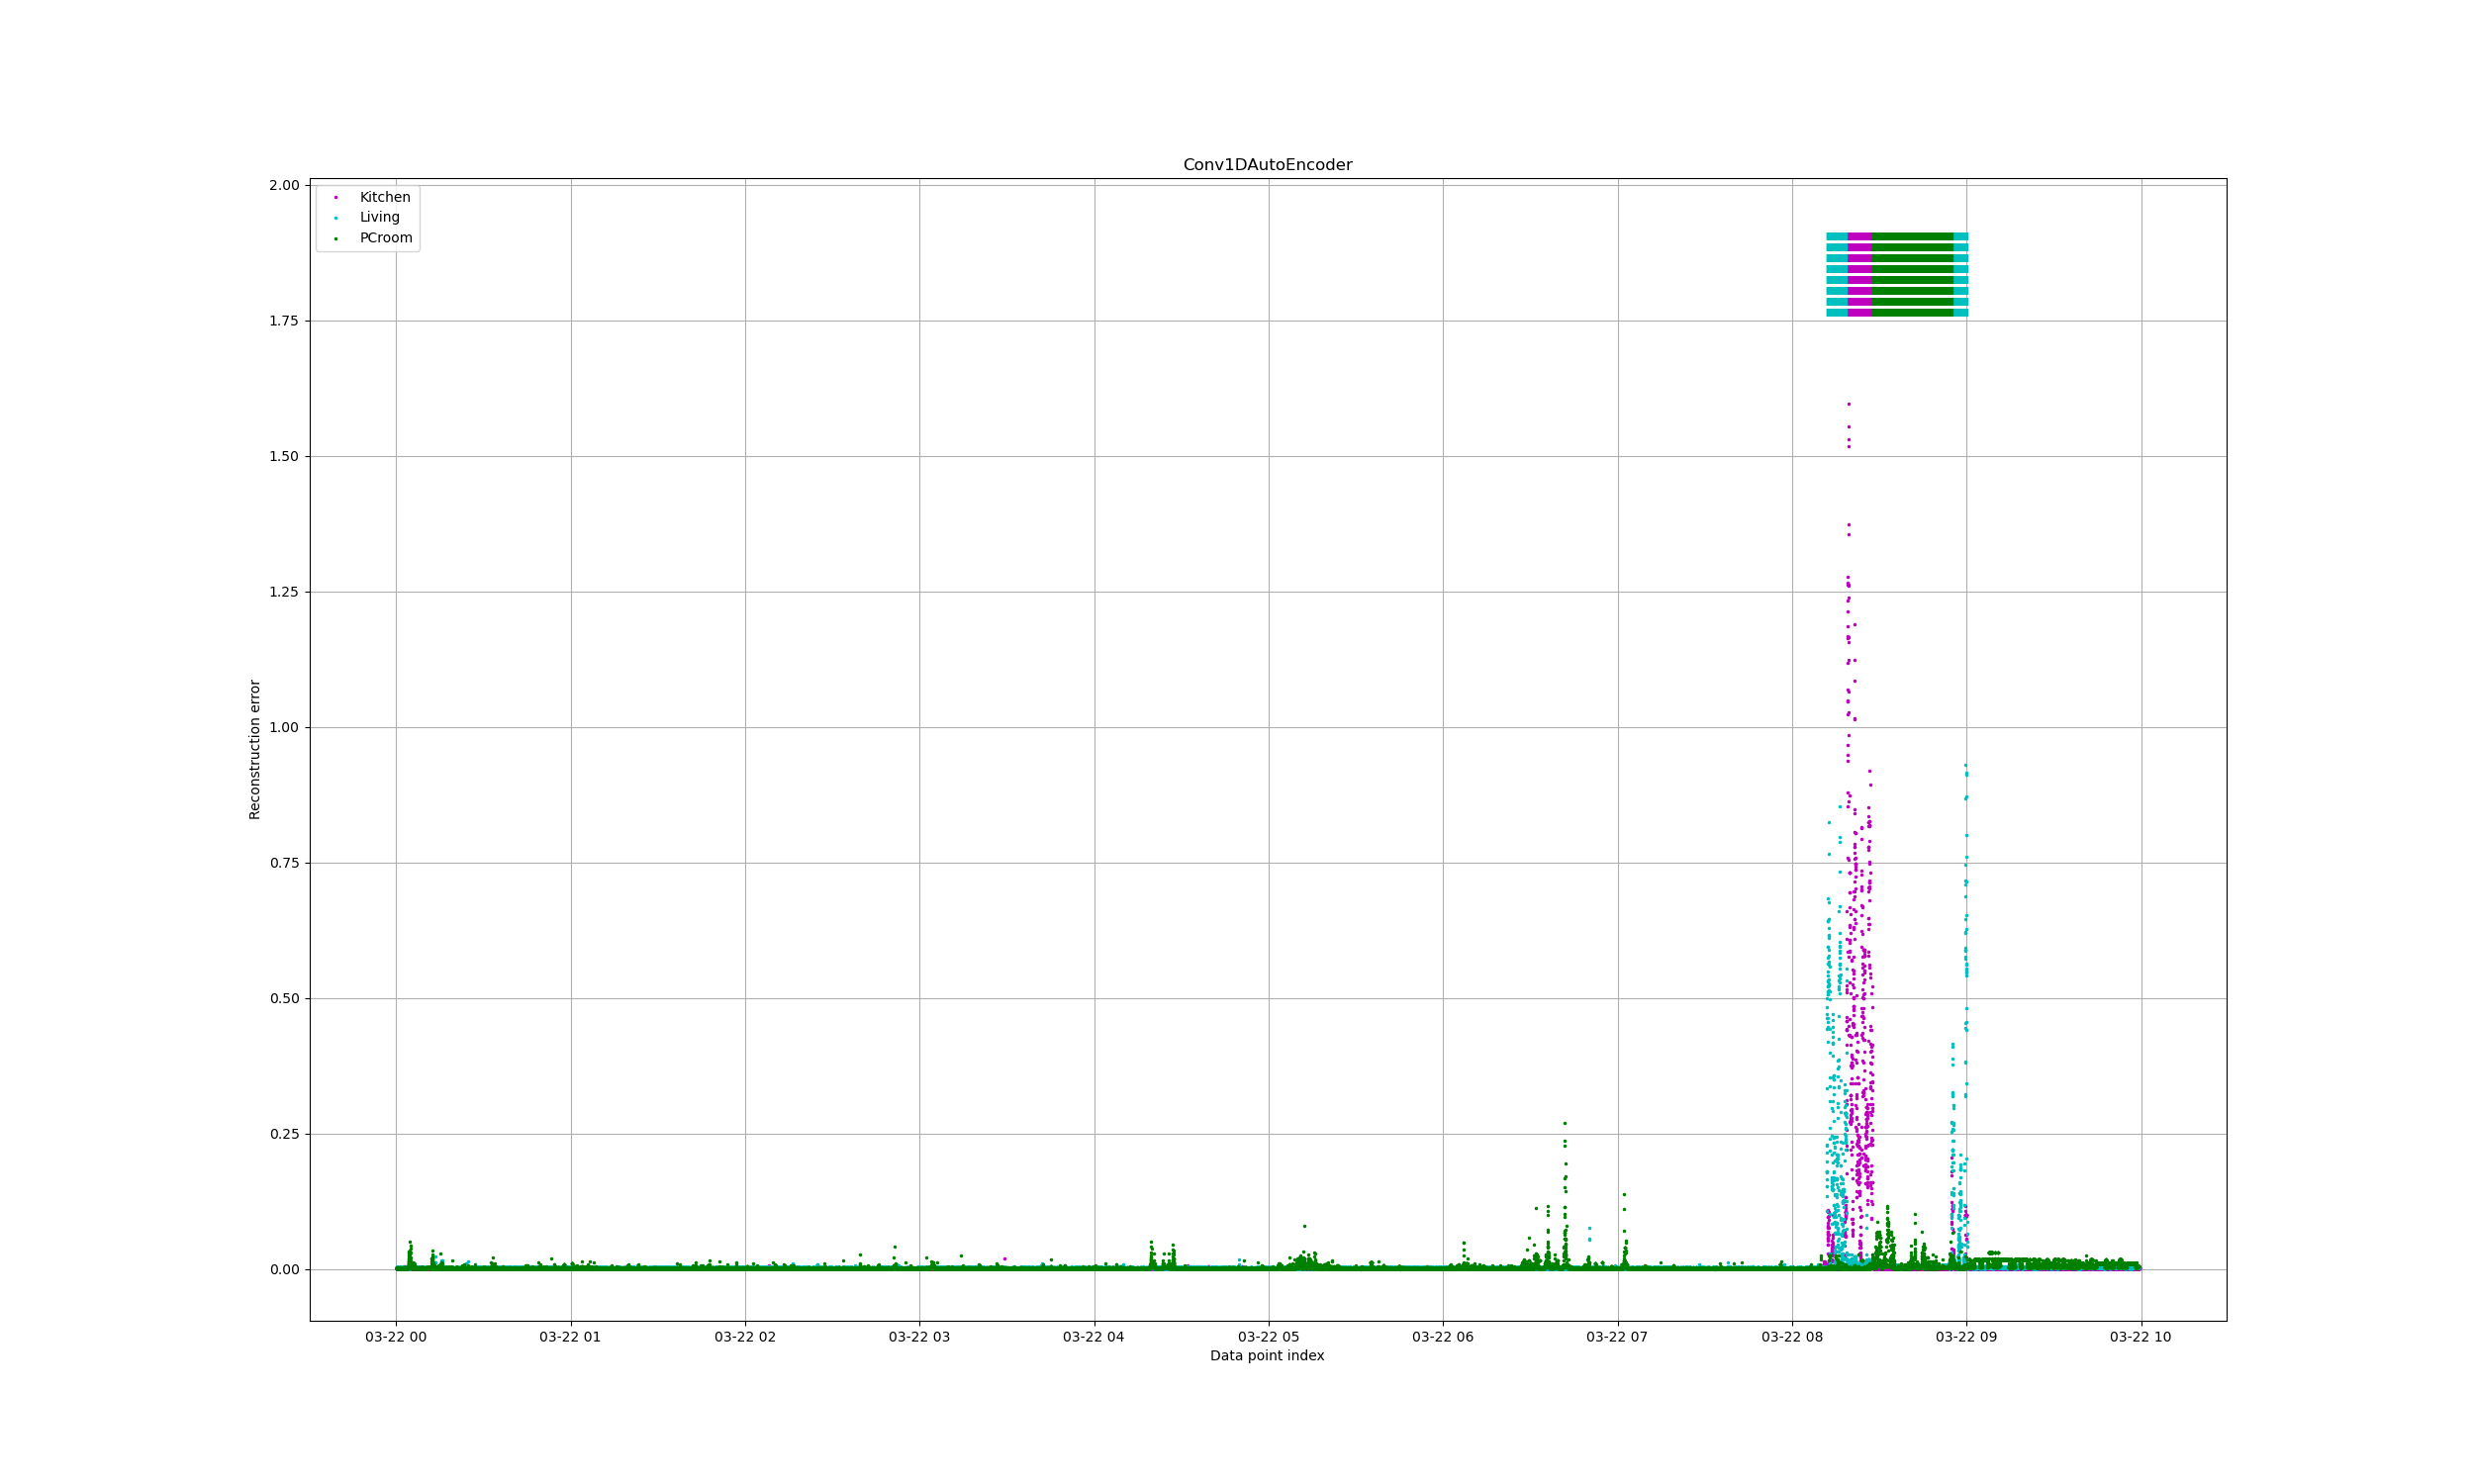 Conv1DAutoEncoder
Kitchen
Living
PCroom
2.00
1.75
1.50
1.25
1.00
0.75
0.50
0.25
0.00
Reconstruction error
03-22 00 03-22 01 03-22 02 03-22 03 03-22 04 03-22 05 03-22 06 03-22 07 03-22 08 03-22 09 03-22 10
Data point index